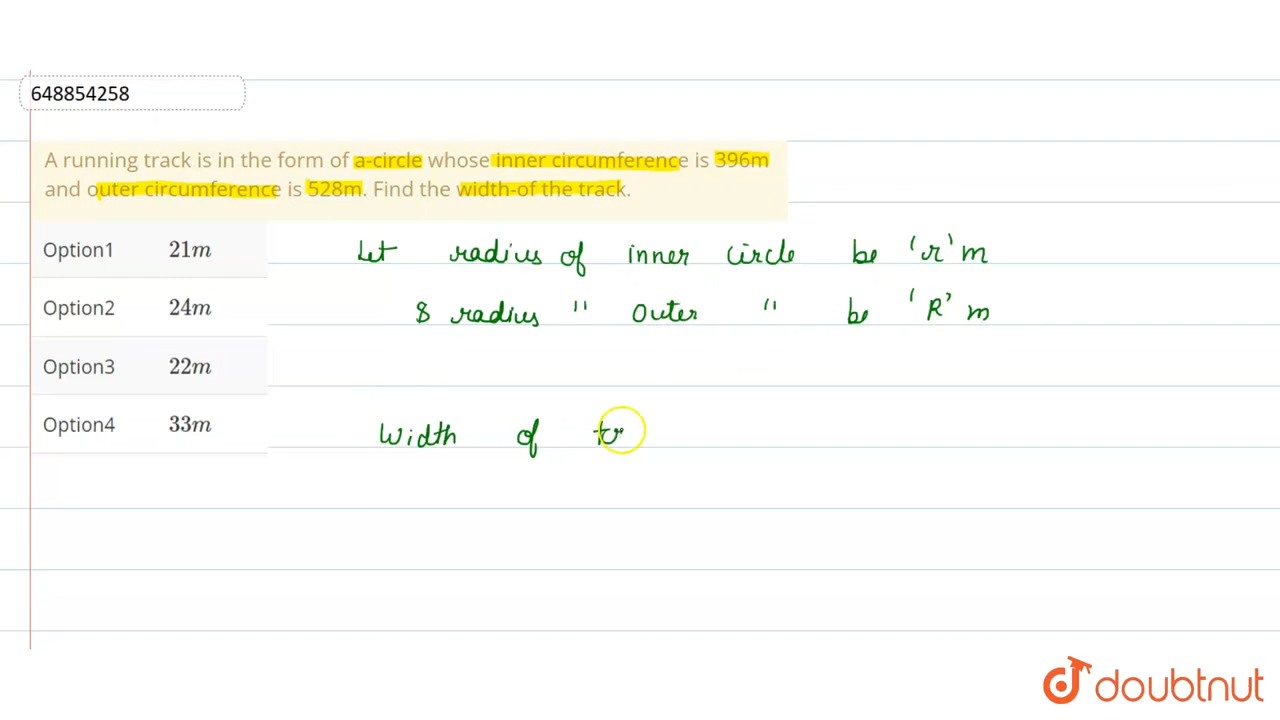 648854258
A running track is in the form of a-circle whose inner circumference is 396m
and outer circumference is 528m. Find the width-of the track.
Option1 21m
Option2 24m
Option3 22m
Option4 33m
Let radius of inner circle be 'r' m
& radius " outer " be 'R' m
Width of tr
doubtnut